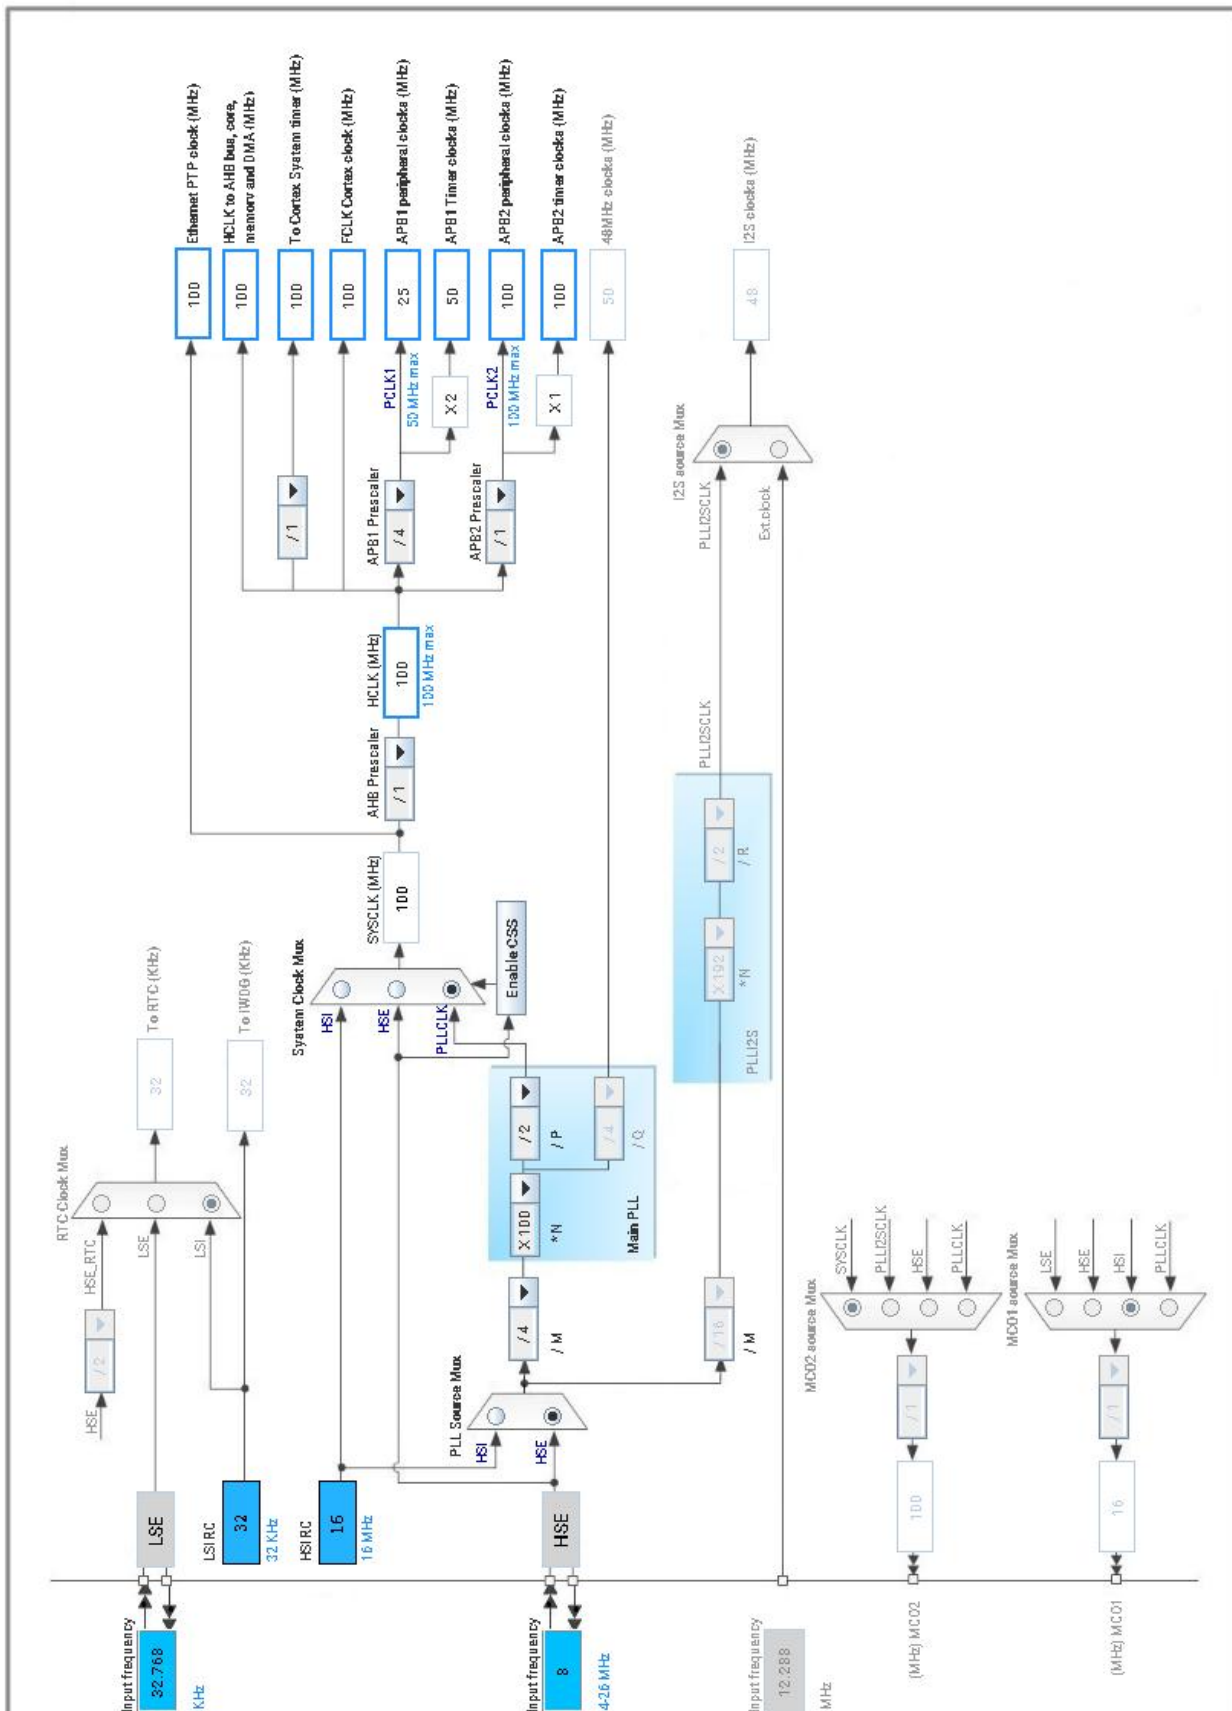 Input frequency
32.768
KHz
LSE
HSE
/ 2
HSE_RTC
LSE
LSI
RTC Clock Mux
32
To RTC (KHz)
LSI RC
32
32 KHz
32
To IWDG (KHz)
HSI RC
16
16 MHz
System Clock Mux
HSI
HSE
PLLCLK
Enable CSS
SYSCLK (MHz)
100
AHB Prescaler
/ 1
HCLK (MHz)
100
100 MHz max
100
Ethernet PTP clock (MHz)
100
HCLK to AHB bus, core,
memory and DMA (MHz)
/ 1
100
To Cortex System timer (MHz)
100
FCLK Cortex clock (MHz)
APB1 Prescaler
/ 4
PCLK1
50 MHz max
25
APB1 peripheral clocks (MHz)
X 2
50
APB1 Timer clocks (MHz)
APB2 Prescaler
/ 1
PCLK2
100 MHz max
100
APB2 peripheral clocks (MHz)
X 1
100
APB2 timer clocks (MHz)
50
48MHz clocks (MHz)
Input frequency
8
4-26 MHz
HSE
PLL Source Mux
HSI
HSE
/ 4
/ M
X 100
* N
/ 2
/ P
/ 4
/ Q
Main PLL
/ 16
/ M
X 192
* N
/ 2
/ R
PLLI2S
PLLI2SCLK
I2S source Mux
PLLI2SCLK
Ext.clock
48
I2S clocks (MHz)
Input frequency
12.288
MHz
MCO2 source Mux
SYSCLK
PLLI2SCLK
HSE
PLLCLK
/ 1
100
(MHz) MCO2
MCO1 source Mux
LSE
HSE
HSI
PLLCLK
/ 1
16
(MHz) MCO1